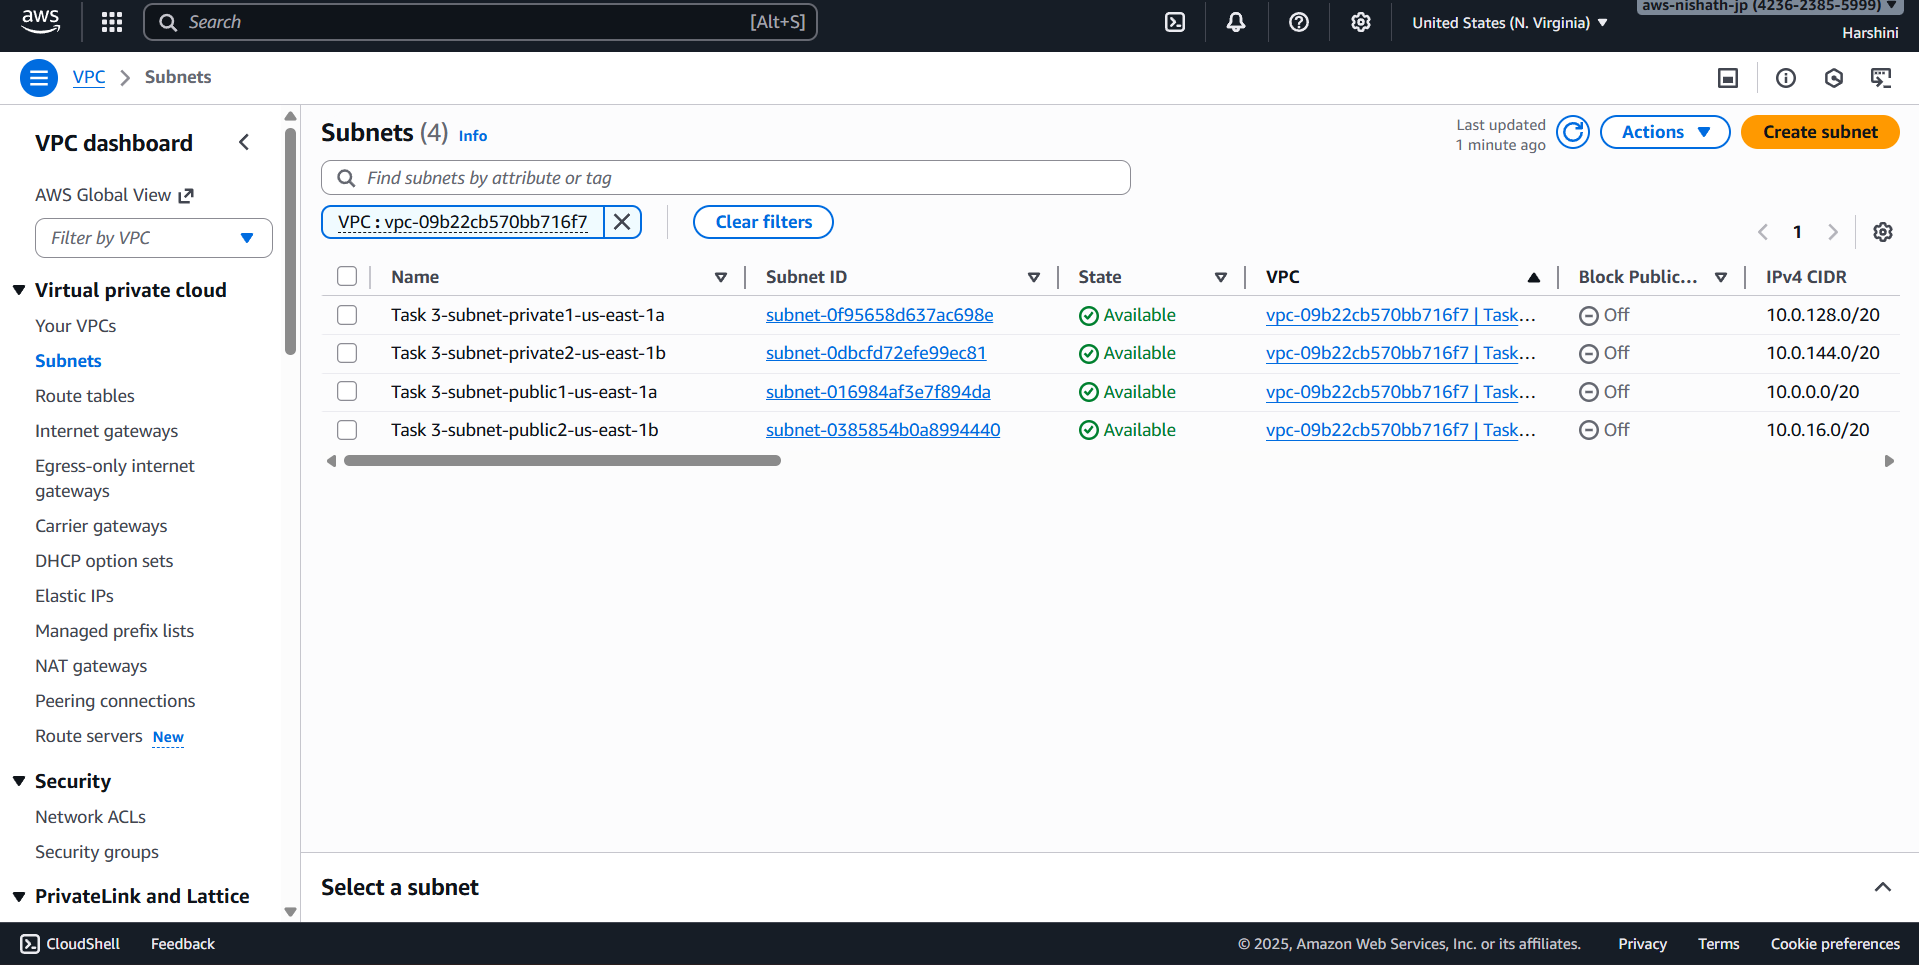 aws
Search [Alt+S]
United States (N. Virginia)
aws-nishath-jp (4236-2385-5999)
Harshini
VPC > Subnets
VPC dashboard
AWS Global View
Filter by VPC
Virtual private cloud
Your VPCs
Subnets
Route tables
Internet gateways
Egress-only internet
gateways
Carrier gateways
DHCP option sets
Elastic IPs
Managed prefix lists
NAT gateways
Peering connections
Route servers New
Security
Network ACLs
Security groups
PrivateLink and Lattice
Subnets (4) Info
Last updated
1 minute ago
Actions
Create subnet
Find subnets by attribute or tag
VPC : vpc-09b22cb570bb716f7
Clear filters
1
Name Subnet ID State VPC Block Public... IPv4 CIDR
Task 3-subnet-private1-us-east-1a subnet-0f95658d637ac698e Available vpc-09b22cb570bb716f7 | Task... Off 10.0.128.0/20
Task 3-subnet-private2-us-east-1b subnet-0dbcfd72efe99ec81 Available vpc-09b22cb570bb716f7 | Task... Off 10.0.144.0/20
Task 3-subnet-public1-us-east-1a subnet-016984af3e7f894da Available vpc-09b22cb570bb716f7 | Task... Off 10.0.0.0/20
Task 3-subnet-public2-us-east-1b subnet-0385854b0a8994440 Available vpc-09b22cb570bb716f7 | Task... Off 10.0.16.0/20
Select a subnet
CloudShell Feedback © 2025, Amazon Web Services, Inc. or its affiliates. Privacy Terms Cookie preferences